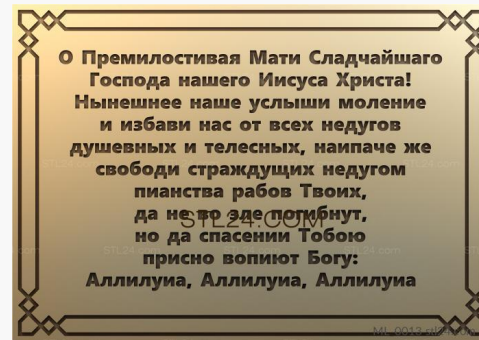 О Премилостивая Мати Сладчайшаго
Господа нашего Иисуса Христа!
Нынешнее наше услыши моление
и избави нас от всех недугов
душевных и телесных, наипаче же
свободи страждущих недугом
пианства рабов Твоих,
да не во зле погибнут,
STL24.COM
но да спасении Тобою
присно вопиют Богу:
Аллилуиа, Аллилуиа, Аллилуиа